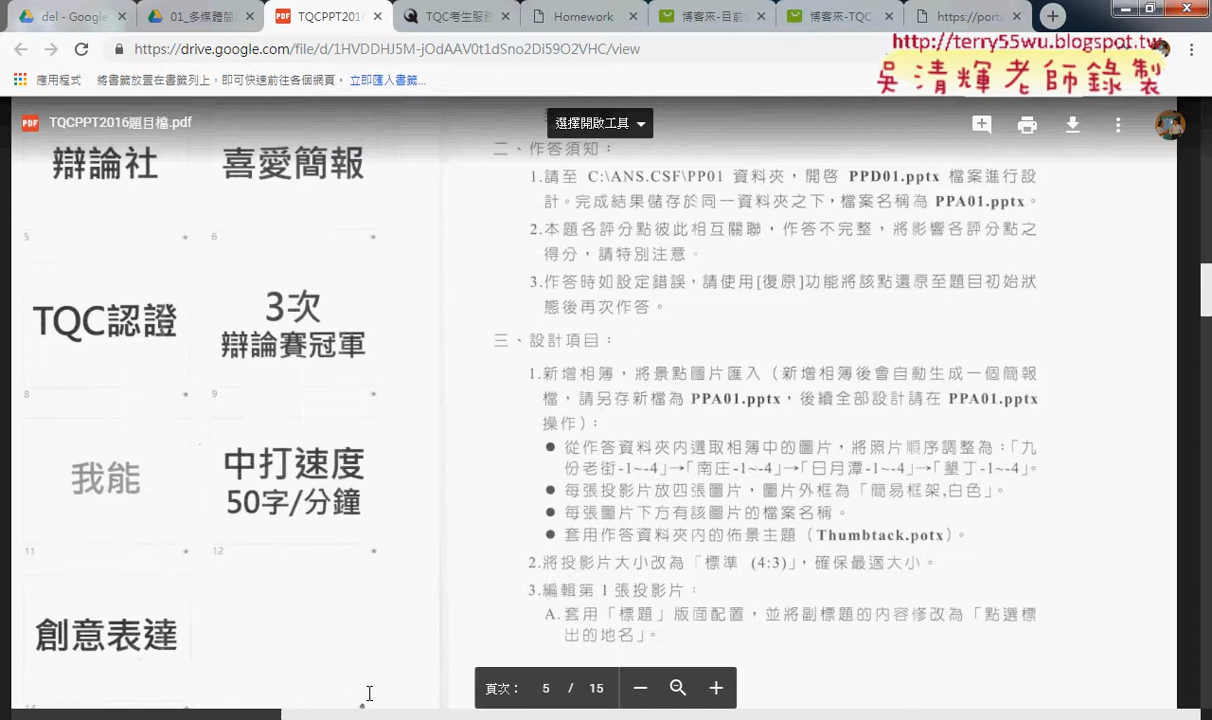 del - Google
01_多媒體
TQCPPT201
TQC考生服
Homework
博客來-目前
博客來-TQC
https://port
https://drive.google.com/file/d/1HVDDHJ5M-jOdAAV0t1dSno2Di59O2VHC/view
http://terry55wu.blogspot.tw
吳清輝老師錄製
應用程式
將書籤放置在書籤列上，即可快速前往各個網頁。
立即匯入書籤...
PDF
TQCPPT2016題目檔.pdf
選擇開啟工具
辯論社
喜愛簡報
5
6
TQC認證
3次
辯論賽冠軍
8
9
我能
中打速度
50字/分鐘
11
12
創意表達
二、作答須知：
1.請至 C:\ANS.CSF\PP01 資料夾，開啟 PPD01.pptx 檔案進行設
計。完成結果儲存於同一資料夾之下，檔案名稱為 PPA01.pptx。
2.本題各評分點彼此相互關聯，作答不完整，將影響各評分點之
得分，請特別注意。
3.作答時如設定錯誤，請使用[復原]功能將該點還原至題目初始狀
態後再次作答。
三、設計項目：
1.新增相簿，將景點圖片匯入（新增相簿後會自動生成一個簡報
檔，請另存新檔為 PPA01.pptx，後續全部設計請在 PPA01.pptx
操作）：
● 從作答資料夾內選取相簿中的圖片，將照片順序調整為：「九
份老街-1~-4」→「南庄-1~-4」→「日月潭-1~-4」→「墾丁-1~-4」。
● 每張投影片放四張圖片，圖片外框為「簡易框架,白色」。
● 每張圖片下方有該圖片的檔案名稱。
● 套用作答資料夾內的佈景主題（Thumbtack.potx）。
2.將投影片大小改為「標準 (4:3)」，確保最適大小。
3.編輯第 1 張投影片：
A. 套用「標題」版面配置，並將副標題的內容修改為「點選標
出的地名」。
頁次： 5 / 15